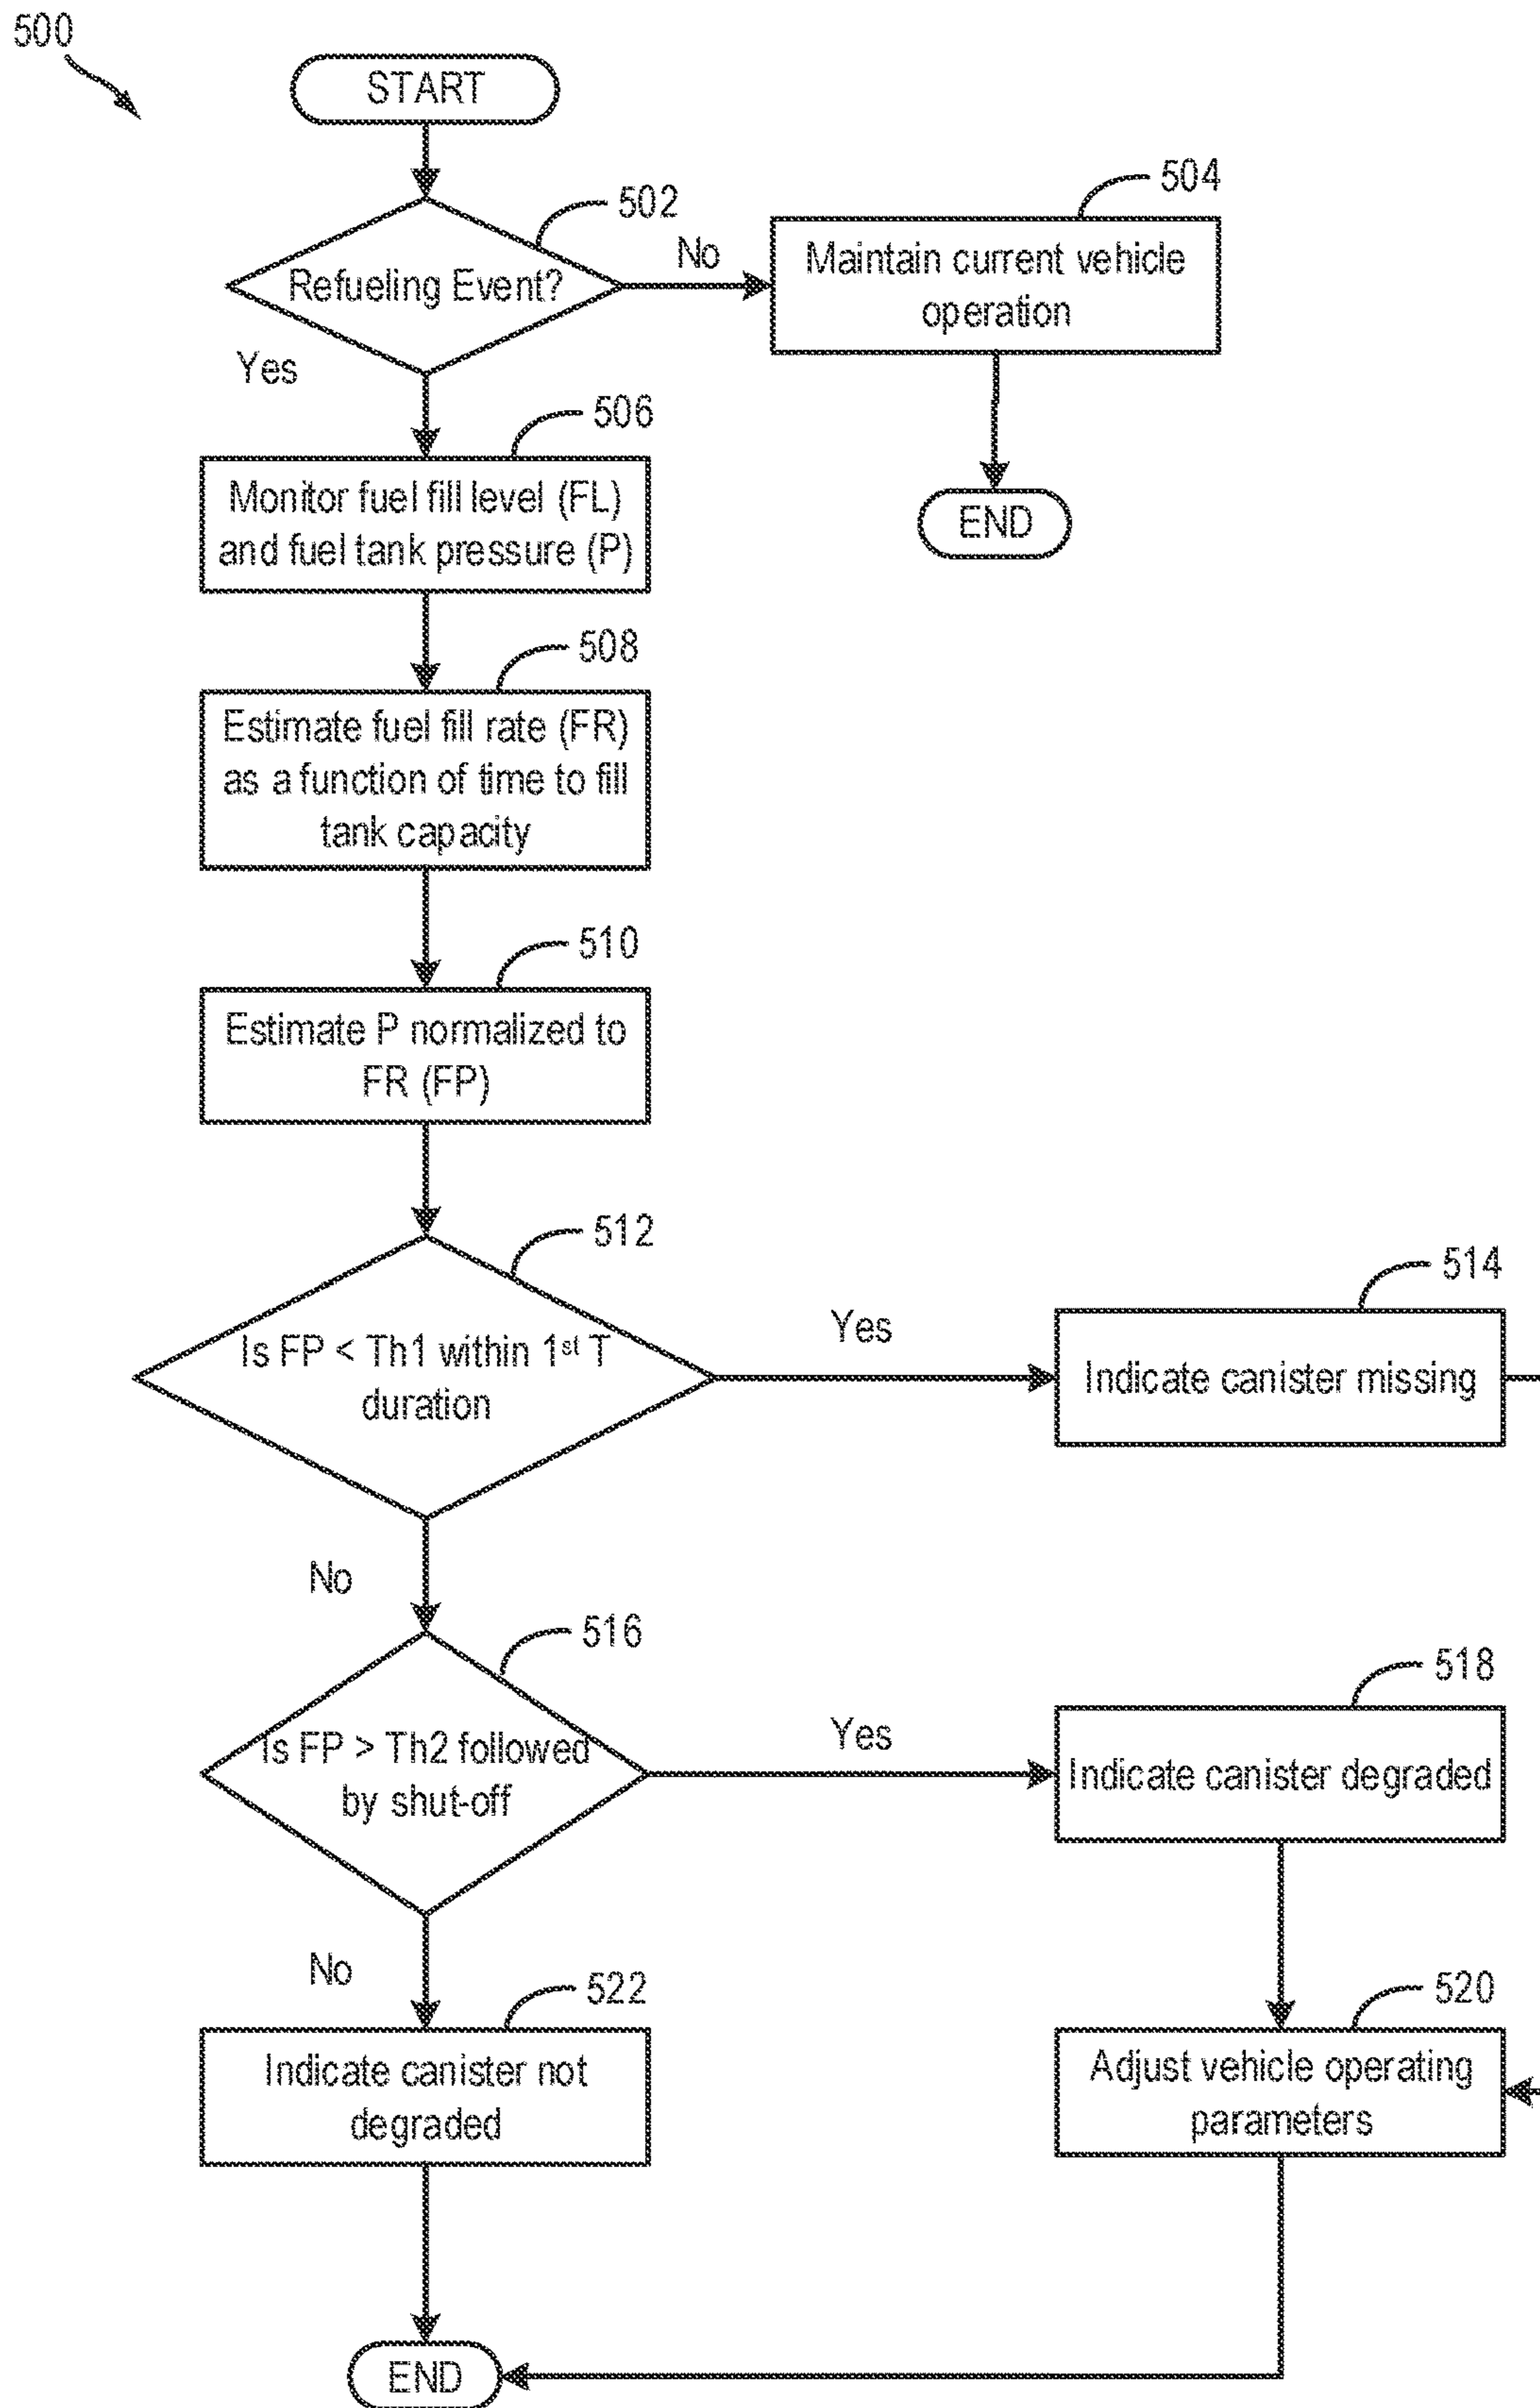 500
START
502
504
Refueling Event?
No
Maintain current vehicle
operation
Yes
END
506
Monitor fuel fill level (FL)
and fuel tank pressure (P)
508
Estimate fuel fill rate (FR)
as a function of time to fill
tank capacity
510
Estimate P normalized to
FR (FP)
512
Is FP < Th1 within 1st T
duration
Yes
514
Indicate canister missing
No
516
Is FP > Th2 followed
by shut-off
Yes
518
Indicate canister degraded
No
522
Indicate canister not
degraded
520
Adjust vehicle operating
parameters
END